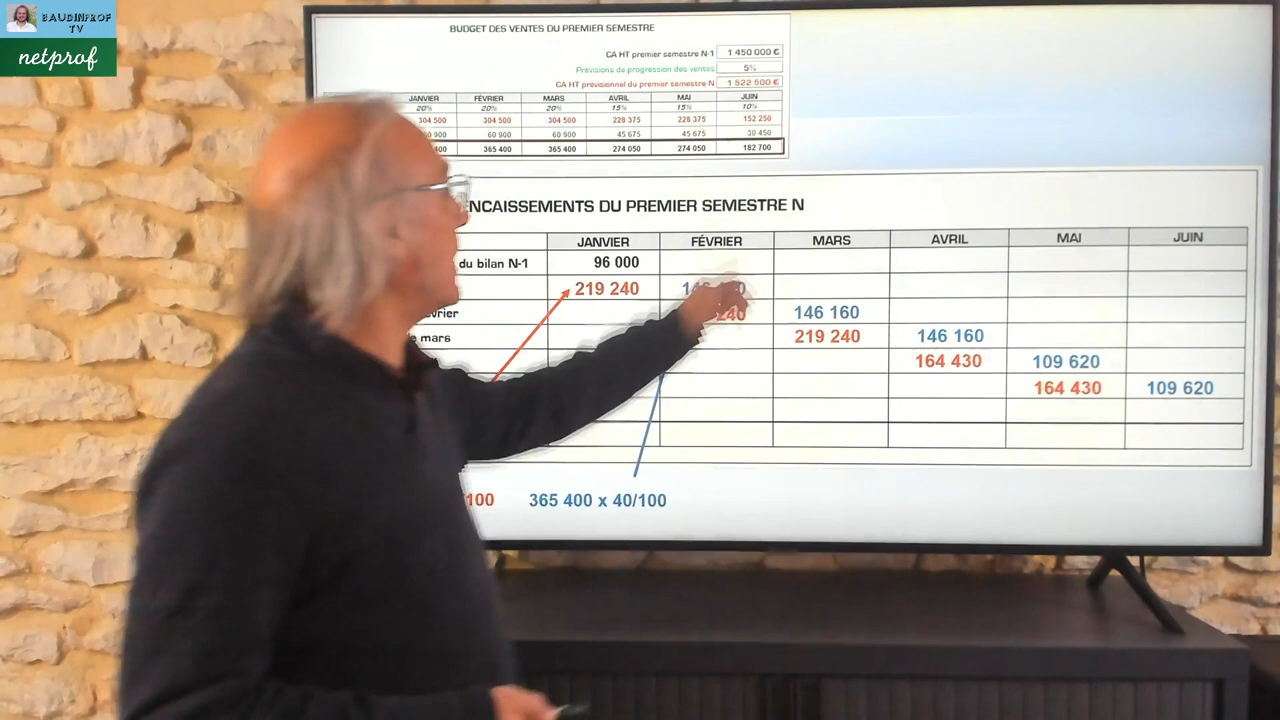 BAUDINPROF
TV
netprof
BUDGET DES VENTES DU PREMIER SEMESTRE
CA HT premier semestre N-1 1 450 000 €
Prévisions de progression des ventes 5%
CA HT prévisionnel du premier semestre N 1 522 500 €
JANVIER FÉVRIER MARS AVRIL MAI JUIN
20% 20% 20% 15% 15% 10%
304 500 304 500 304 500 228 375 228 375 152 250
900 60 900 60 900 45 675 45 675 30 450
400 365 400 365 400 274 050 274 050 182 700
ENCAISSEMENTS DU PREMIER SEMESTRE N
JANVIER FÉVRIER MARS AVRIL MAI JUIN
du bilan N-1 96 000
219 240
240 146 160
mars 219 240 146 160
164 430 109 620
164 430 109 620
/100 365 400 x 40/100